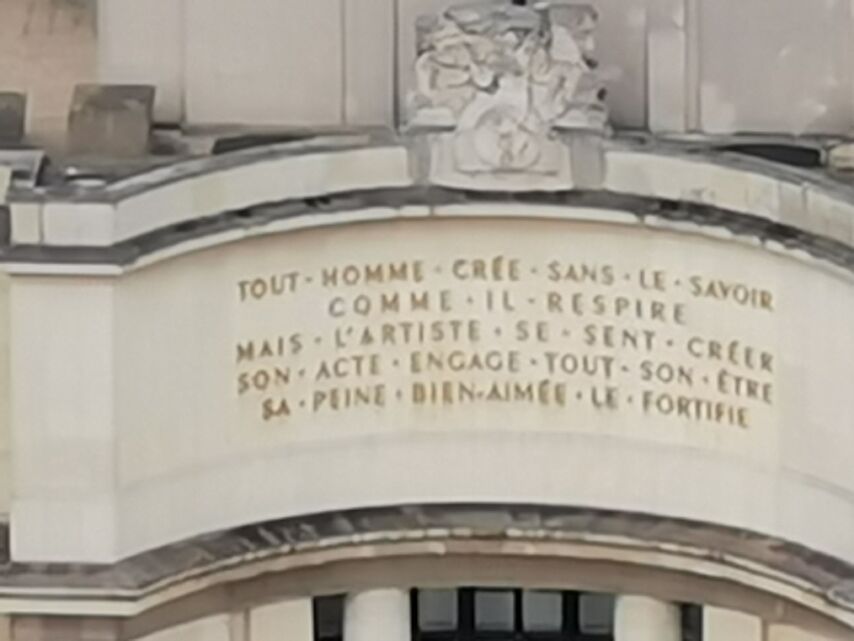 TOUT · HOMME · CRÉE · SANS · LE · SAVOIR
COMME · IL · RESPIRE
MAIS · L'ARTISTE · SE · SENT · CRÉER
SON · ACTE · ENGAGE · TOUT · SON · ÊTRE
SA · PEINE · BIEN-AIMÉE · LE · FORTIFIE